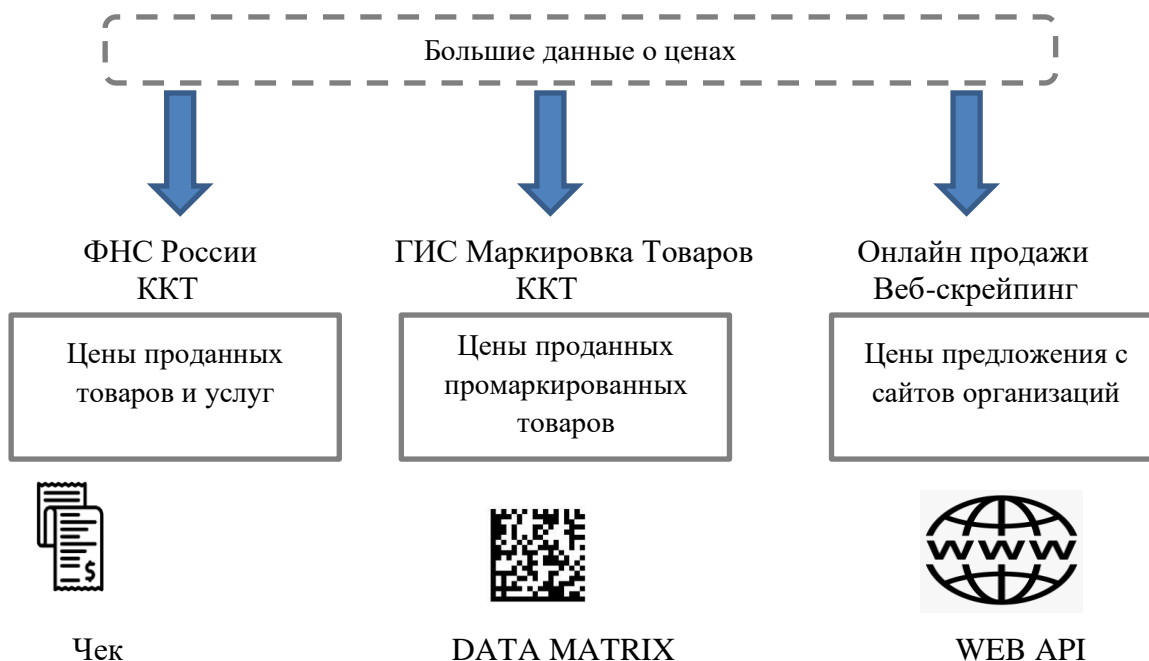 Большие данные о ценах
ФНС России
ККТ
Цены проданных
товаров и услуг
Чек
ГИС Маркировка Товаров
ККТ
Цены проданных
промаркированных
товаров
DATA MATRIX
Онлайн продажи
Веб-скрейпинг
Цены предложения с
сайтов организаций
WWW
WEB API